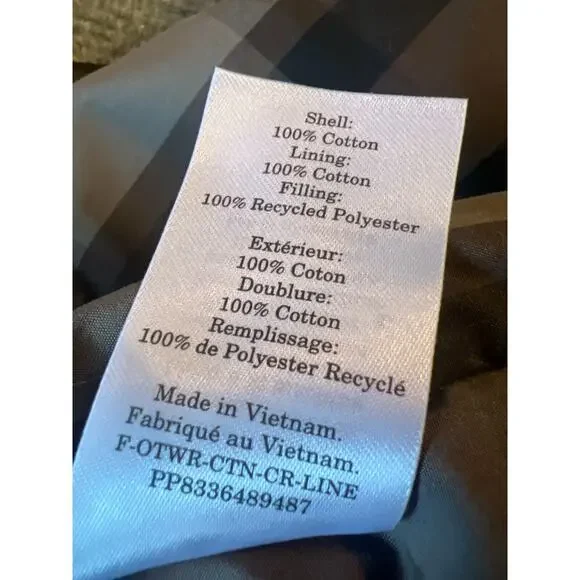 Shell:
100% Cotton
Lining:
100% Cotton
Filling:
100% Recycled Polyester
Extérieur:
100% Coton
Doublure:
100% Cotton
Remplissage:
100% de Polyester Recyclé
Made in Vietnam.
Fabriqué au Vietnam.
F-OTWR-CTN-CR-LINE
PP8336489487